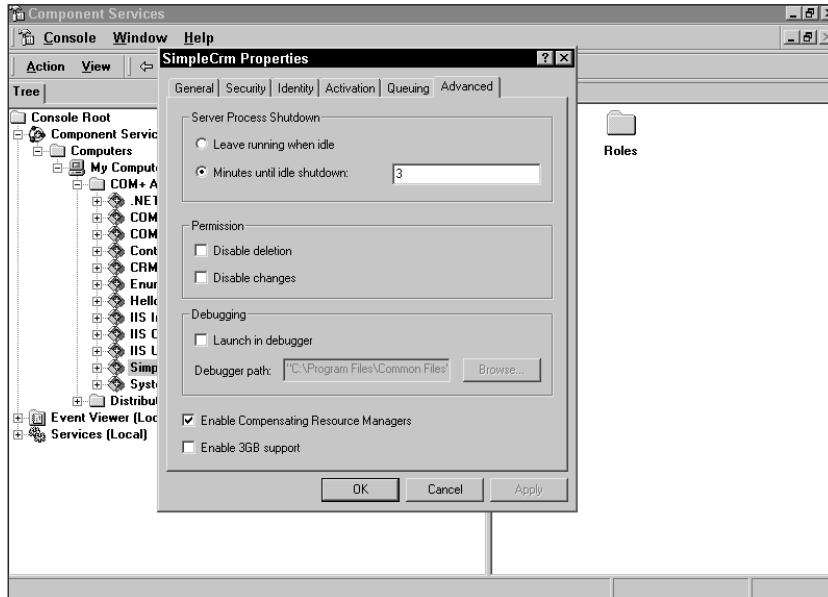 Component Services
Console Window Help
Action View
Tree
Console Root
Component Servic
Computers
My Comput
COM+ A
.NET
COM
COM
Cont
CRM
Enur
Hello
IIS I
IIS
IIS
Simp
Syst
Distribut
Event Viewer (Loc
Services (Local)
Roles
SimpleCrm Properties
General Security Identity Activation Queuing Advanced
Server Process Shutdown
Leave running when idle
Minutes until idle shutdown: 3
Permission
Disable deletion
Disable changes
Debugging
Launch in debugger
Debugger path: "C:\Program Files\Common Files'
Browse...
Enable Compensating Resource Managers
Enable 3GB support
OK Cancel Apply